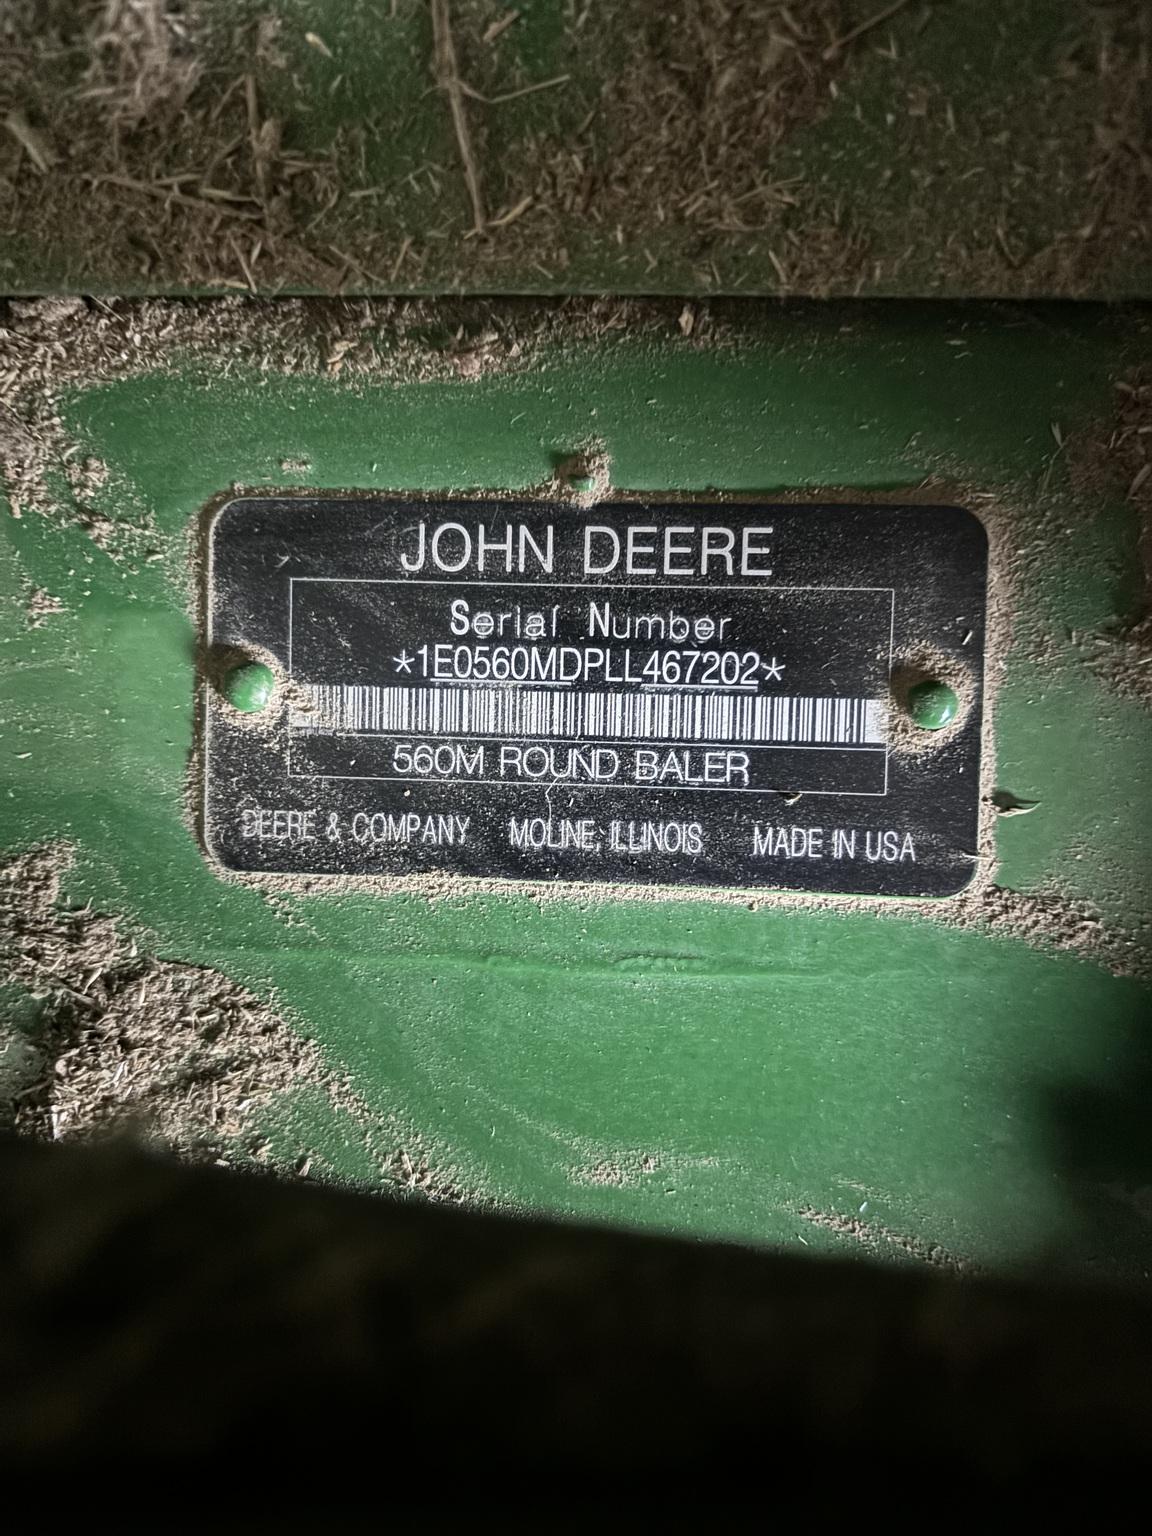 JOHN DEERE
Serial Number
*1E0560MDPLL467202*
560M ROUND BALER
DEERE & COMPANY MOLINE, ILLINOIS MADE IN USA